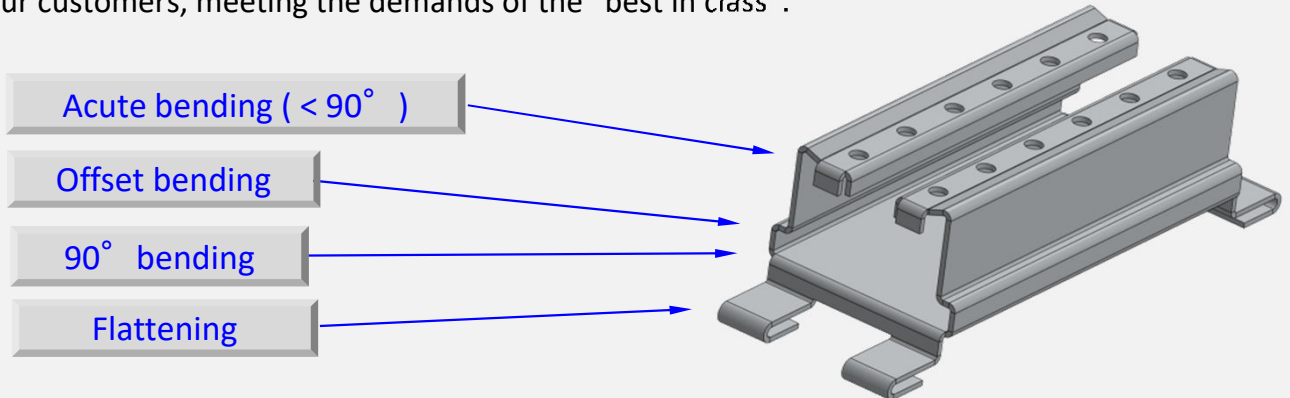 ur customers, meeting the demands of the "best in class".
Acute bending ( < 90° )
Offset bending
90° bending
Flattening